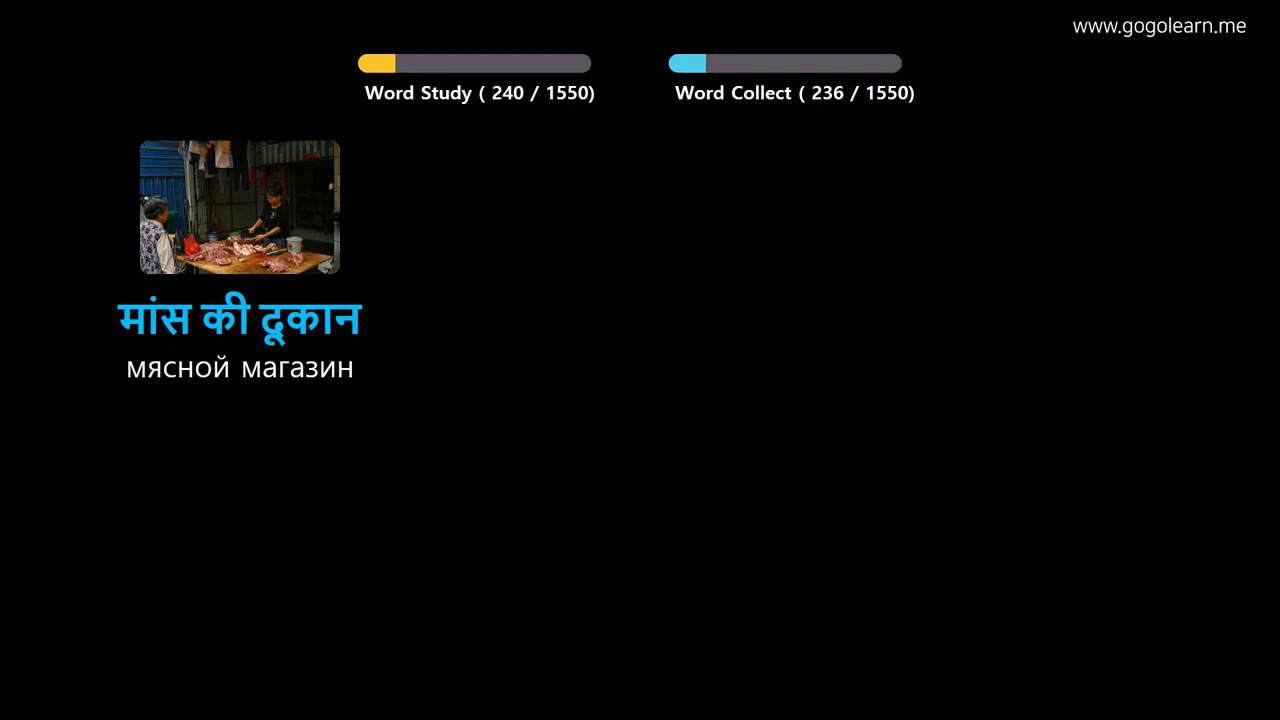 www.gogolearn.me
Word Study ( 240 / 1550)
Word Collect ( 236 / 1550)
मांस की दूकान
мясной магазин